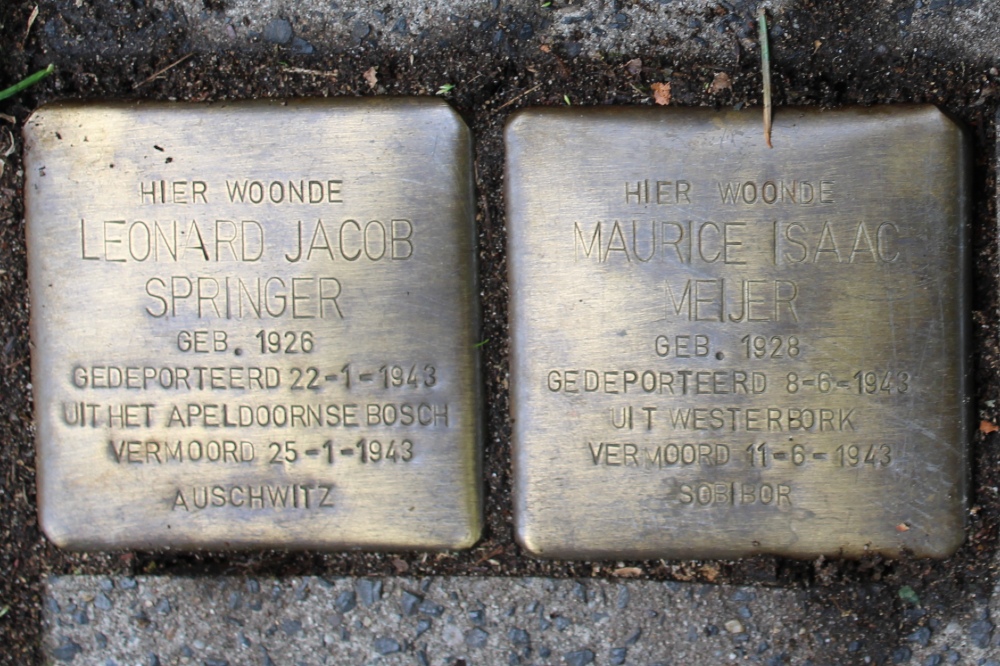 HIER WOONDE
LEONARD JACOB
SPRINGER
GEB. 1926
GEDEPORTEERD 22-1-1943
UIT HET APELDOORNSE BOSCH
VERMOORD 25-1-1943
AUSCHWITZ
HIER WOONDE
MAURICE ISAAC
MEIJER
GEB. 1928
GEDEPORTEERD 8-6-1943
UIT WESTERBORK
VERMOORD 11-6-1943
SOBIBOR